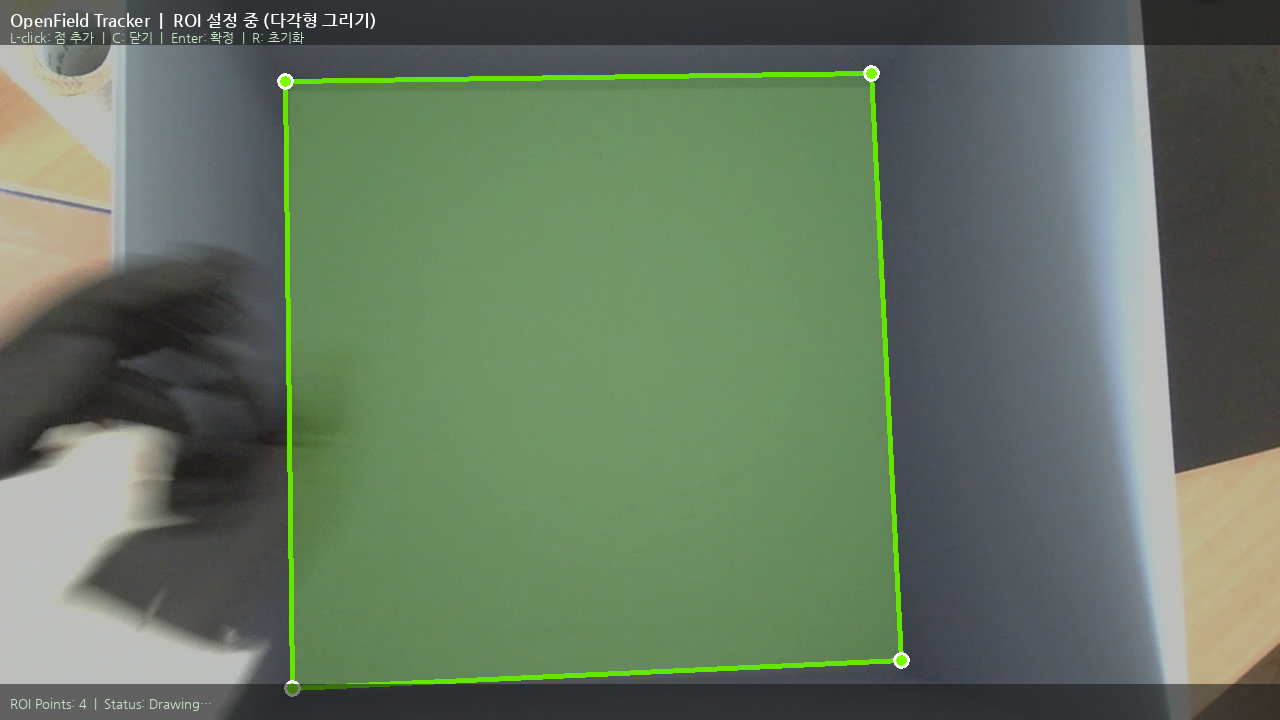 OpenField Tracker | ROI 설정 중 (다각형 그리기)
L-click: 점 추가 | C: 닫기 | Enter: 확정 | R: 초기화
ROI Points: 4 | Status: Drawing…